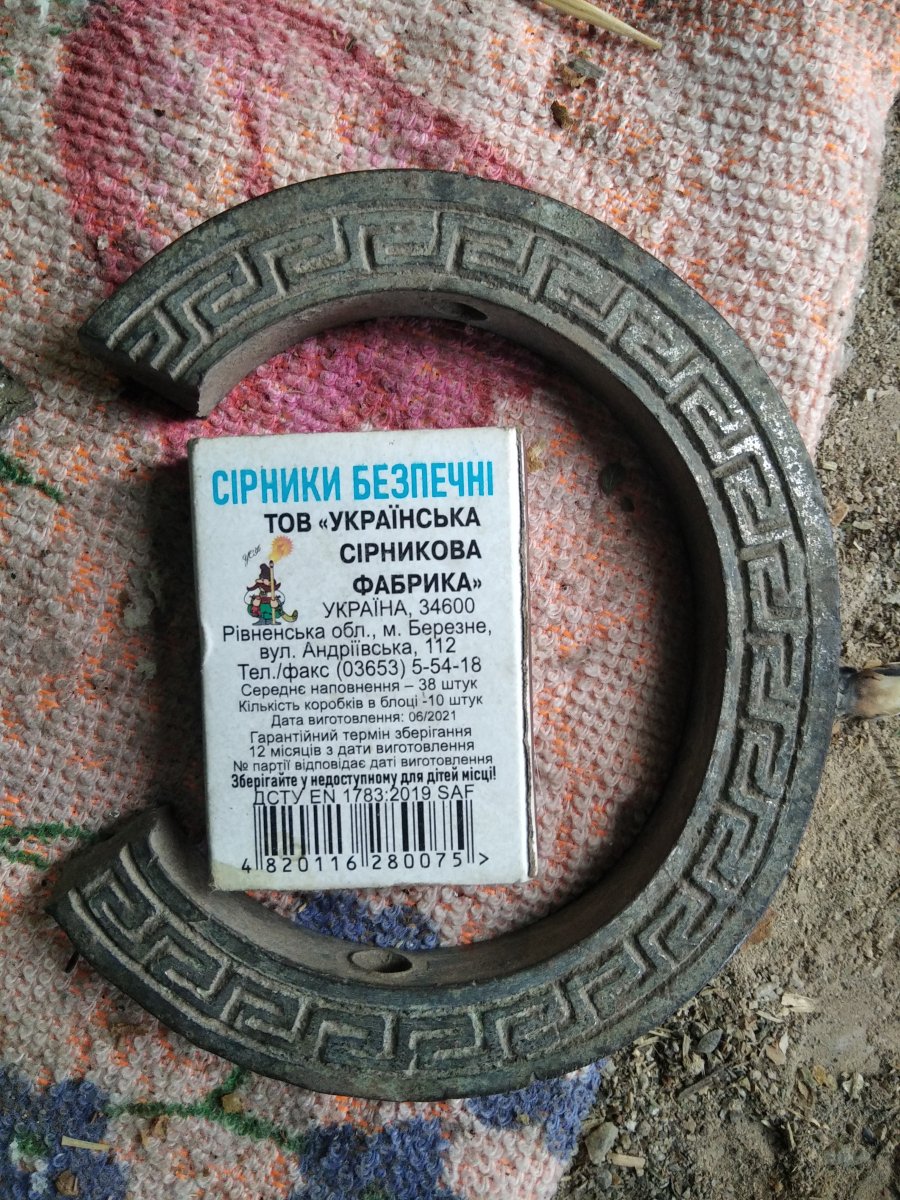 СІРНИКИ БЕЗПЕЧНІ
ТОВ «УКРАЇНСЬКА
СІРНИКОВА
ФАБРИКА»
УКРАЇНА, 34600
Рівненська обл., м. Березне,
вул. Андріївська, 112
Тел./факс (03653) 5-54-18
Середнє наповнення – 38 штук
Кількість коробків в блоці -10 штук
Дата виготовлення: 06/2021
Гарантійний термін зберігання
12 місяців з дати виготовлення
№ партії відповідає даті виготовлення
Зберігайте у недоступному для дітей місці!
ДСТУ EN 1783:2019 SAF
4 820116 280075 >